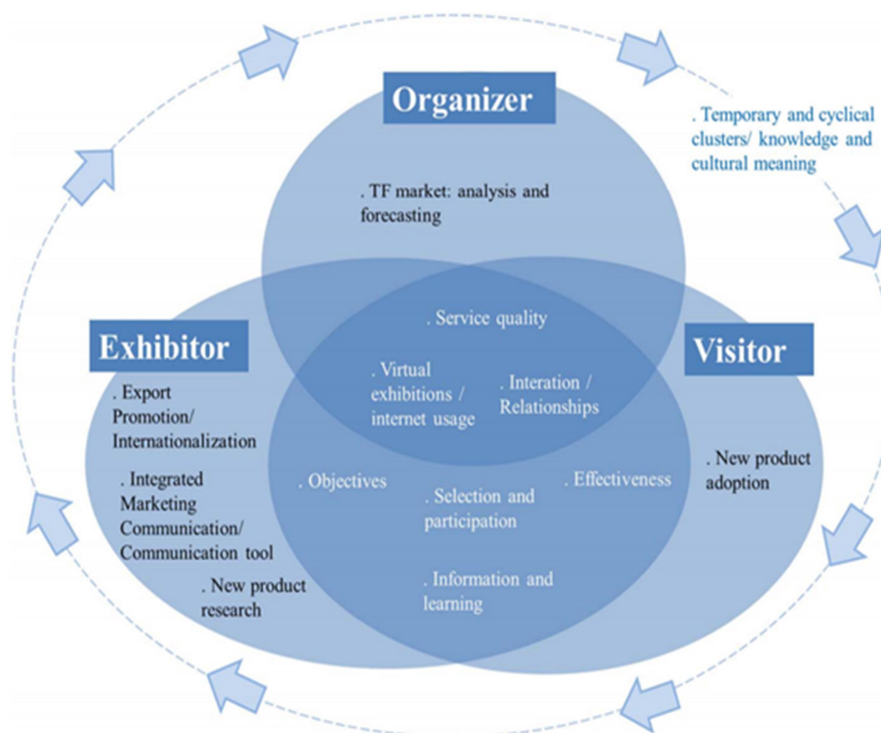 Organizer
. Temporary and cyclical
clusters/ knowledge and
cultural meaning
. TF market: analysis and
forecasting
. Service quality
Exhibitor
Visitor
. Virtual
exhibitions /
internet usage
. Interation /
Relationships
. Export
Promotion/
Internationalization
. Integrated
Marketing
Communication/
Communication tool
. New product
research
. Objectives
. Selection and
participation
. Effectiveness
. Information and
learning
. New product
adoption